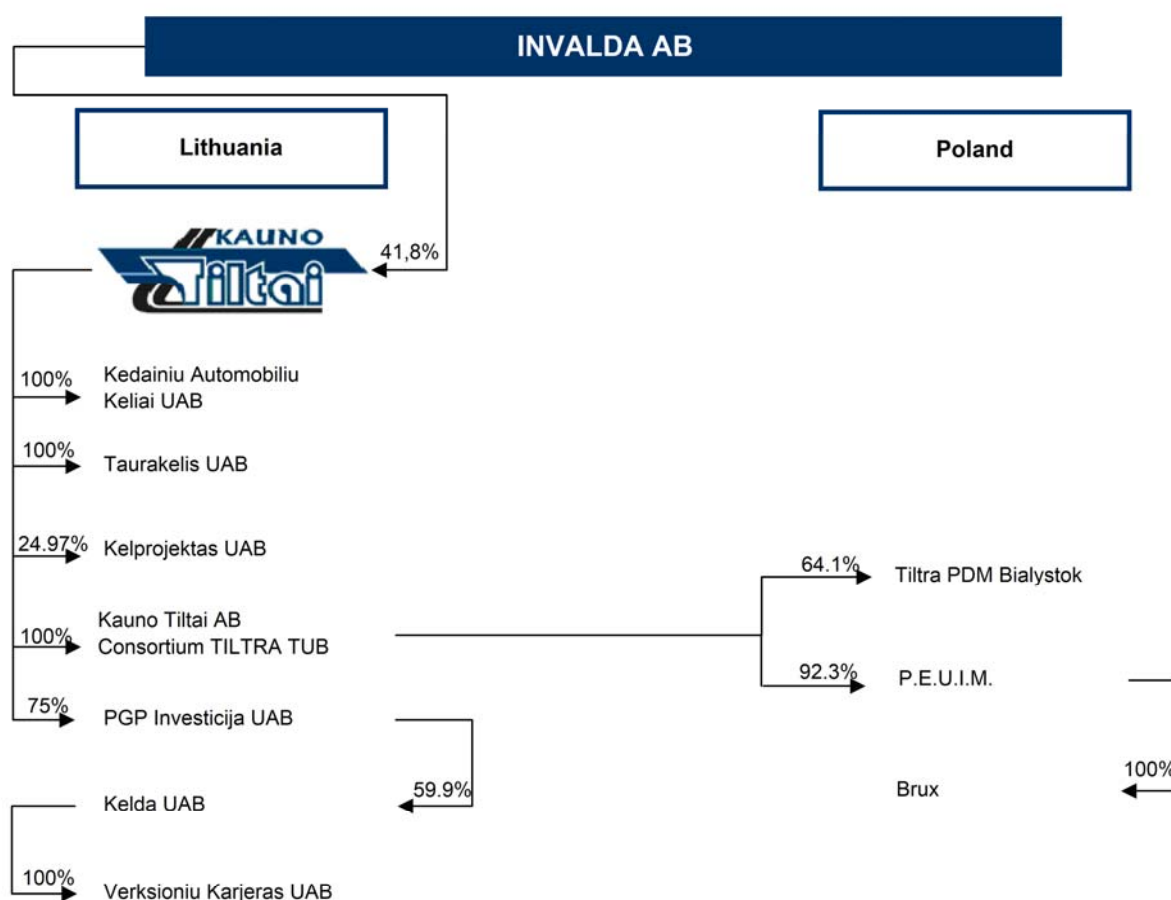 INVALDA AB
Lithuania
Poland
KAUNO
Tiltai
41,8%
100%
Kedainiu Automobiliu
Keliai UAB
100%
Taurakelis UAB
24.97%
Kelprojektas UAB
64.1%
Tiltra PDM Bialystok
100%
Kauno Tiltai AB
Consortium TILTRA TUB
92.3%
P.E.U.I.M.
75%
PGP Investicija UAB
59.9%
Kelda UAB
100%
Brux
100%
Verksioniu Karjeras UAB